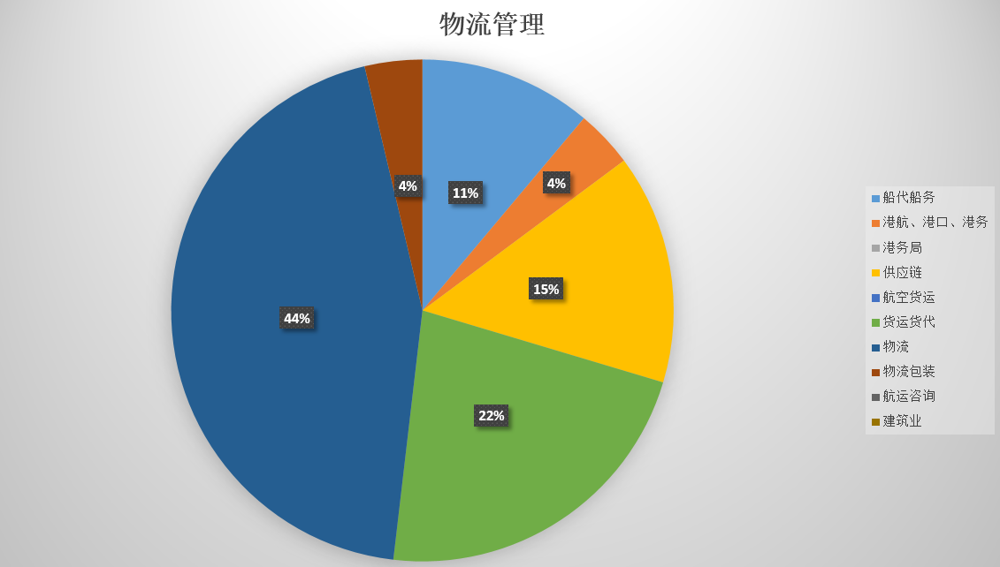 物流管理
4%
11%
4%
15%
44%
22%
船代船务
港航、港口、港务
港务局
供应链
航空货运
货运货代
物流
物流包装
航运咨询
建筑业